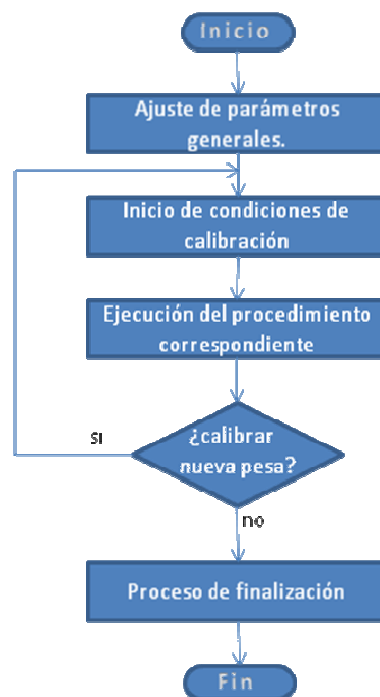 Inicio
Ajuste de parámetros
generales.
Inicio de condiciones de
calibración
Ejecución del procedimiento
correspondiente
¿calibrar
nueva pesa?
si
no
Proceso de finalización
Fin